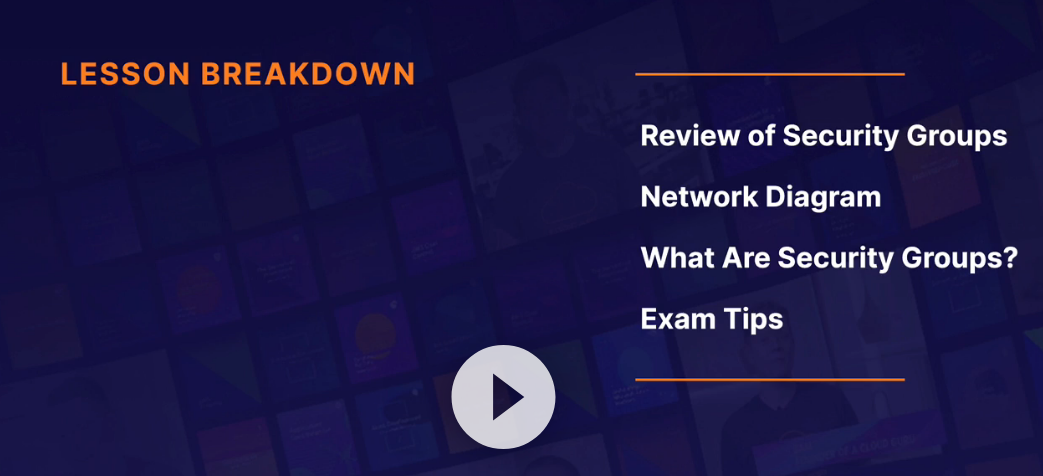 LESSON BREAKDOWN
Review of Security Groups
Network Diagram
What Are Security Groups?
Exam Tips